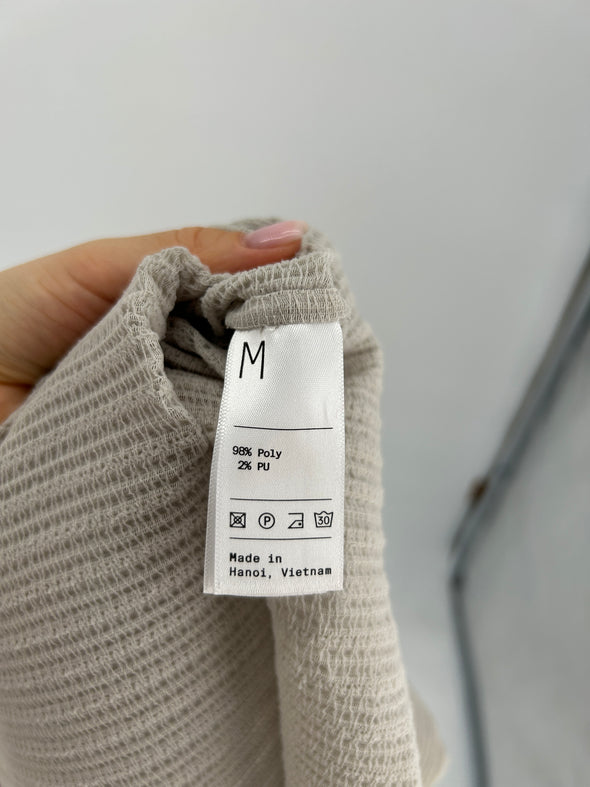 M
98% Poly
2% PU
P 30
Made in
Hanoi, Vietnam